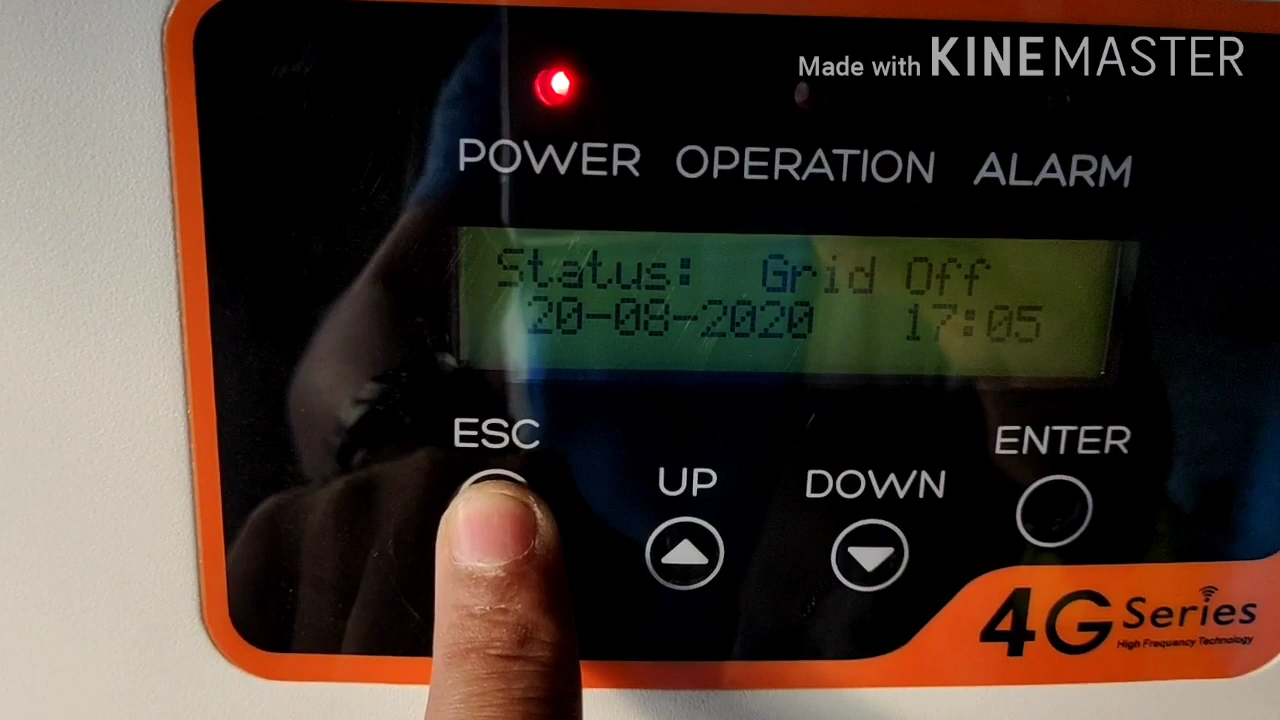 Made with KINEMASTER
POWER OPERATION ALARM
Status: Grid Off
20-08-2020 17:05
ESC
UP
DOWN
ENTER
4G Series
High Frequency Technology